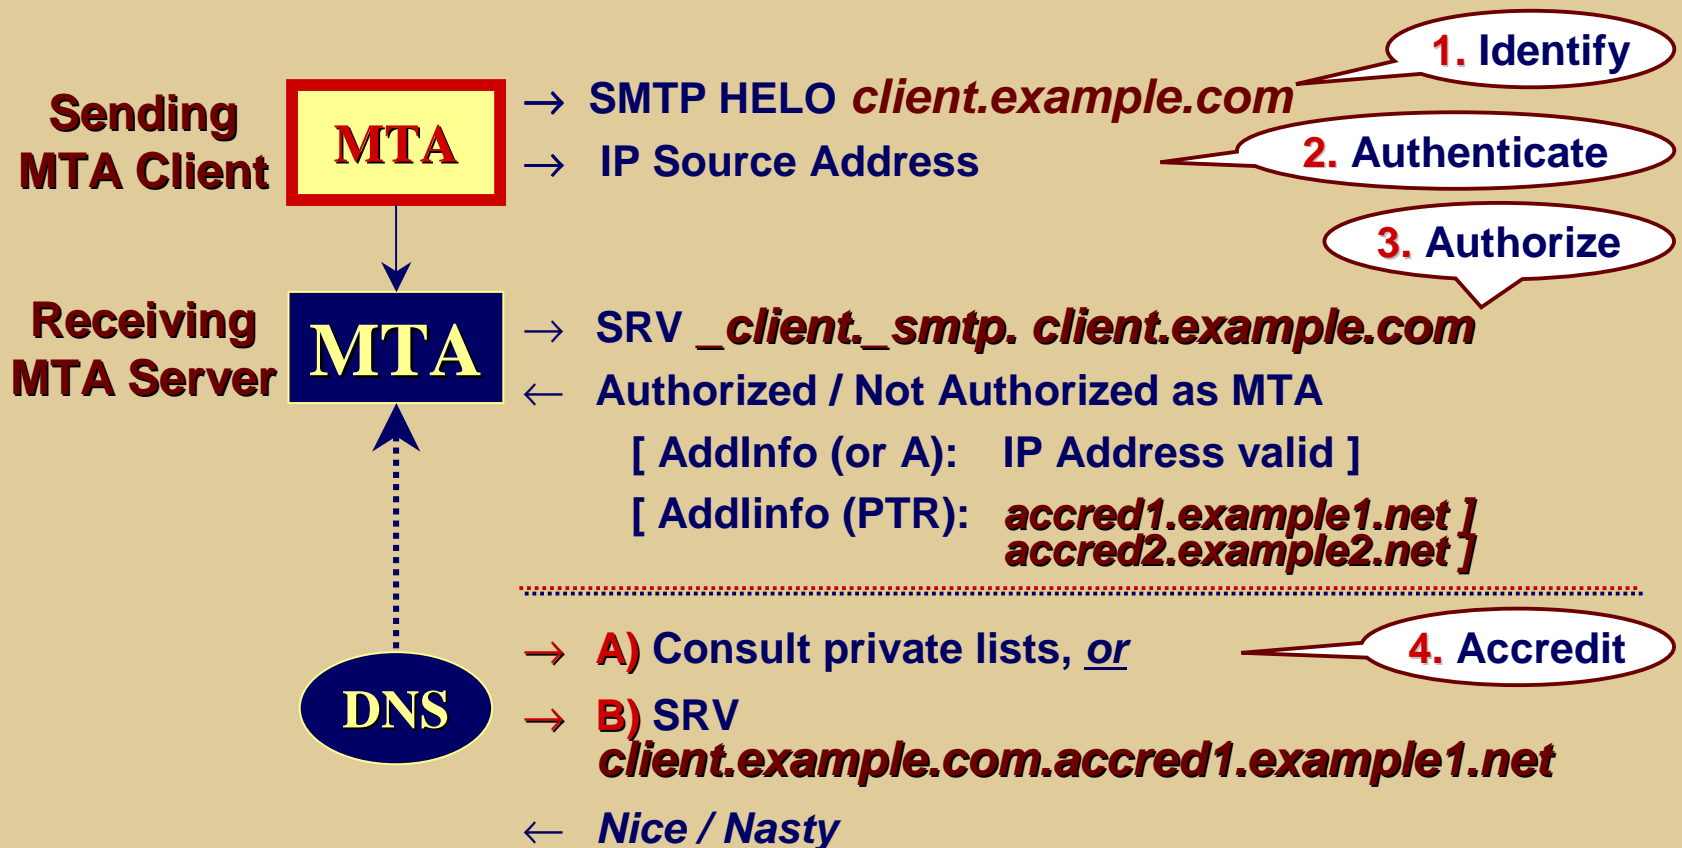 1. Identify
Sending
MTA Client
MTA
→ SMTP HELO client.example.com
→ IP Source Address
2. Authenticate
3. Authorize
Receiving
MTA Server
MTA
→ SRV _client._smtp. client.example.com
← Authorized / Not Authorized as MTA
[ AddInfo (or A): IP Address valid ]
[ AddIinfo (PTR): accred1.example1.net ]
accred2.example2.net ]
→ A) Consult private lists, or
4. Accredit
DNS
→ B) SRV
client.example.com.accred1.example1.net
← Nice / Nasty